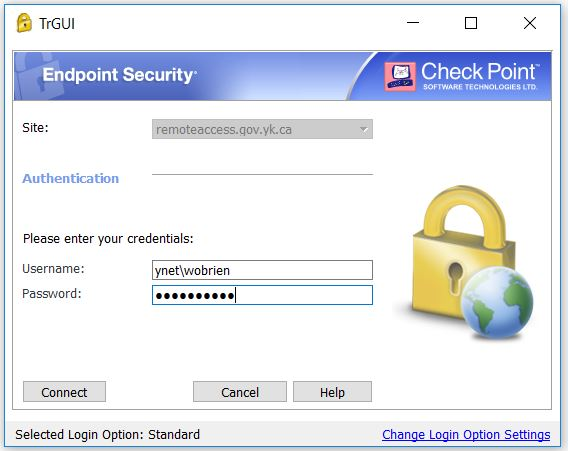 TrGUI
Endpoint Security
Check Point
SOFTWARE TECHNOLOGIES LTD.
Site: remoteaccess.gov.yk.ca
Authentication
Please enter your credentials:
Username: ynet\wobrien
Password: ●●●●●●●●●●
Connect Cancel Help
Selected Login Option: Standard Change Login Option Settings